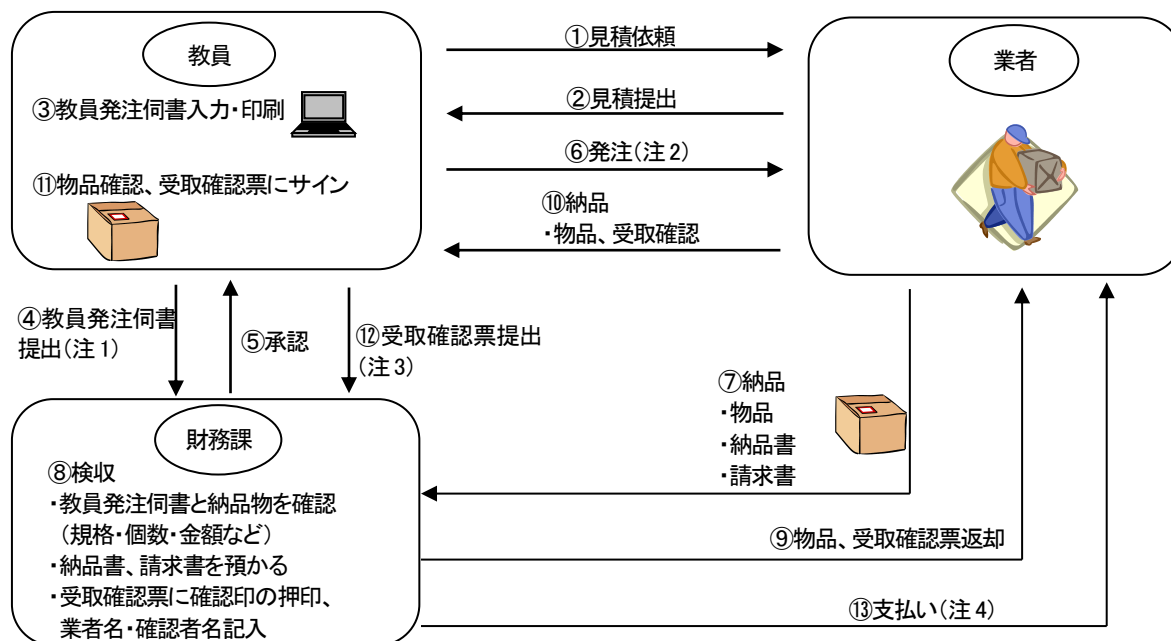 教員
①見積依頼
業者
②見積提出
③教員発注伺書入力・印刷
⑥発注(注2)
⑪物品確認、受取確認票にサイン
⑩納品
・物品、受取確認
④教員発注伺書
提出(注1)
⑤承認
⑫受取確認票提出
(注3)
⑦納品
・物品
・納品書
・請求書
財務課
⑧検収
・教員発注伺書と納品物を確認
(規格・個数・金額など)
・納品書、請求書を預かる
・受取確認票に確認印の押印、
業者名・確認者名記入
⑨物品、受取確認票返却
⑬支払い(注4)